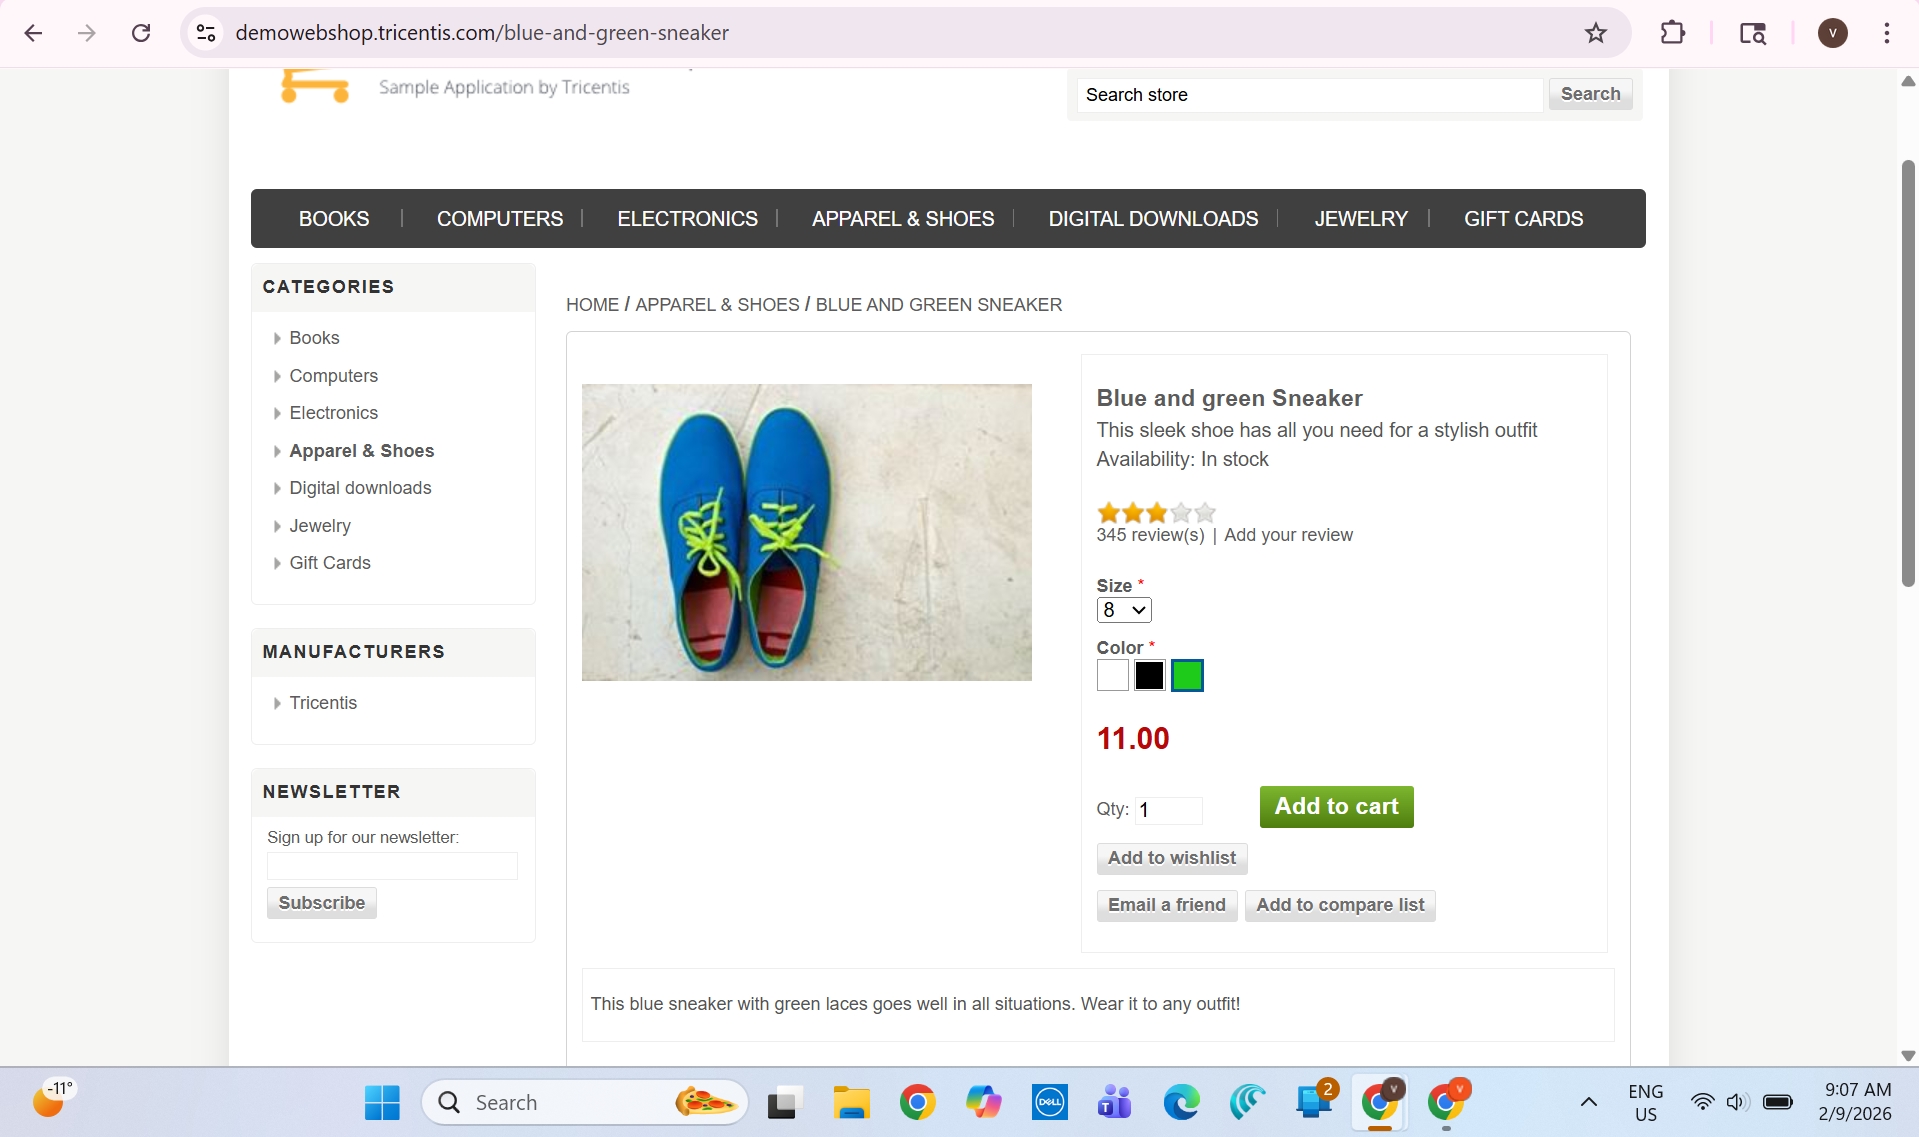 demowebshop.tricentis.com/blue-and-green-sneaker
V
Sample Application by Tricentis
Search store
Search
BOOKS
COMPUTERS
ELECTRONICS
APPAREL & SHOES
DIGITAL DOWNLOADS
JEWELRY
GIFT CARDS
CATEGORIES
Books
Computers
Electronics
Apparel & Shoes
Digital downloads
Jewelry
Gift Cards
MANUFACTURERS
Tricentis
NEWSLETTER
Sign up for our newsletter:
Subscribe
HOME / APPAREL & SHOES / BLUE AND GREEN SNEAKER
Blue and green Sneaker
This sleek shoe has all you need for a stylish outfit
Availability: In stock
345 review(s) | Add your review
Size *
8
Color *
11.00
Qty: 1
Add to cart
Add to wishlist
Email a friend
Add to compare list
This blue sneaker with green laces goes well in all situations. Wear it to any outfit!
-11°
Search
DELL
T
2
V
V
ENG
US
9:07 AM
2/9/2026